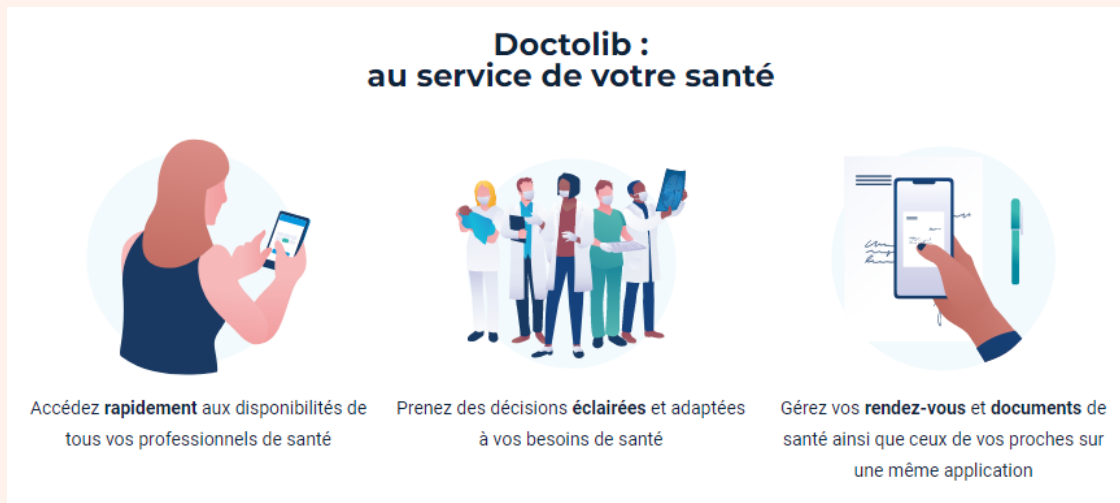 Doctolib :
au service de votre santé
Accédez rapidement aux disponibilités de
tous vos professionnels de santé
Prenez des décisions éclairées et adaptées
à vos besoins de santé
Gérez vos rendez-vous et documents de
santé ainsi que ceux de vos proches sur
une même application